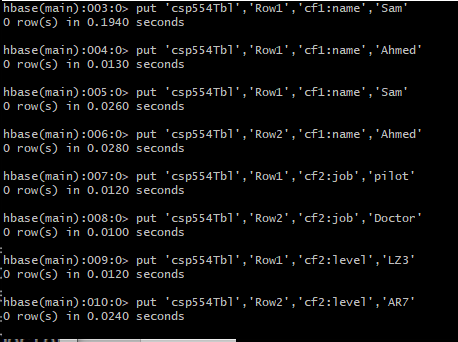 hbase(main):003:0> put 'csp554Tbl','Row1','cf1:name','Sam'
0 row(s) in 0.1940 seconds
hbase(main):004:0> put 'csp554Tbl','Row1','cf1:name','Ahmed'
0 row(s) in 0.0130 seconds
hbase(main):005:0> put 'csp554Tbl','Row1','cf1:name','Sam'
0 row(s) in 0.0260 seconds
hbase(main):006:0> put 'csp554Tbl','Row2','cf1:name','Ahmed'
0 row(s) in 0.0280 seconds
hbase(main):007:0> put 'csp554Tbl','Row1','cf2:job','pilot'
0 row(s) in 0.0120 seconds
hbase(main):008:0> put 'csp554Tbl','Row2','cf2:job','Doctor'
0 row(s) in 0.0100 seconds
hbase(main):009:0> put 'csp554Tbl','Row1','cf2:level','LZ3'
0 row(s) in 0.0120 seconds
hbase(main):010:0> put 'csp554Tbl','Row2','cf2:level','AR7'
0 row(s) in 0.0240 seconds